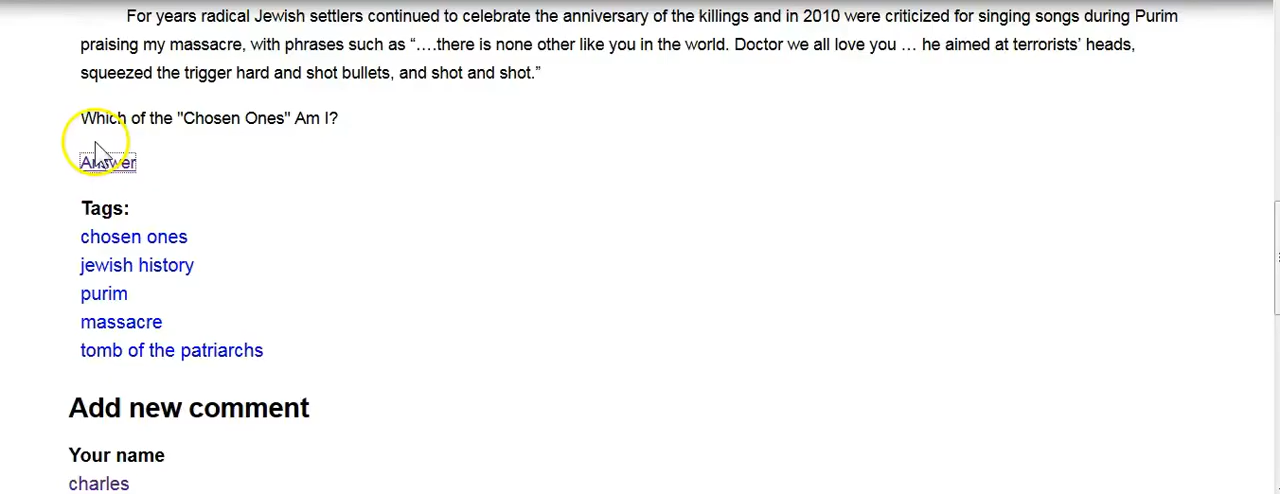 For years radical Jewish settlers continued to celebrate the anniversary of the killings and in 2010 were criticized for singing songs during Purim
praising my massacre, with phrases such as “….there is none other like you in the world. Doctor we all love you … he aimed at terrorists’ heads,
squeezed the trigger hard and shot bullets, and shot and shot.”
Which of the "Chosen Ones" Am I?
Answer
Tags:
chosen ones
jewish history
purim
massacre
tomb of the patriarchs
Add new comment
Your name
charles